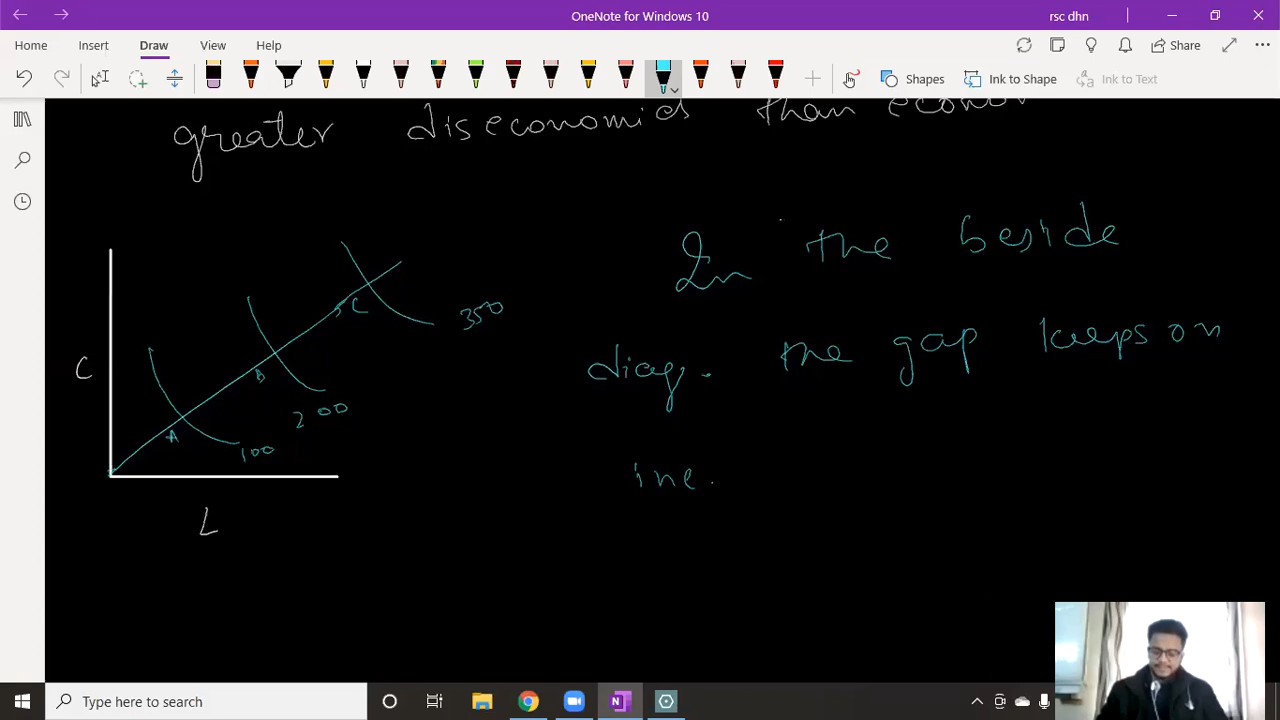 OneNote for Windows 10
rsc dhn
Home Insert Draw View Help
Share
Shapes
Ink to Shape
Ink to Text
greater diseconomies than econo
In the beside
diag. the gap keeps on
inc.
C
350
C
B
200
A
100
L
Type here to search